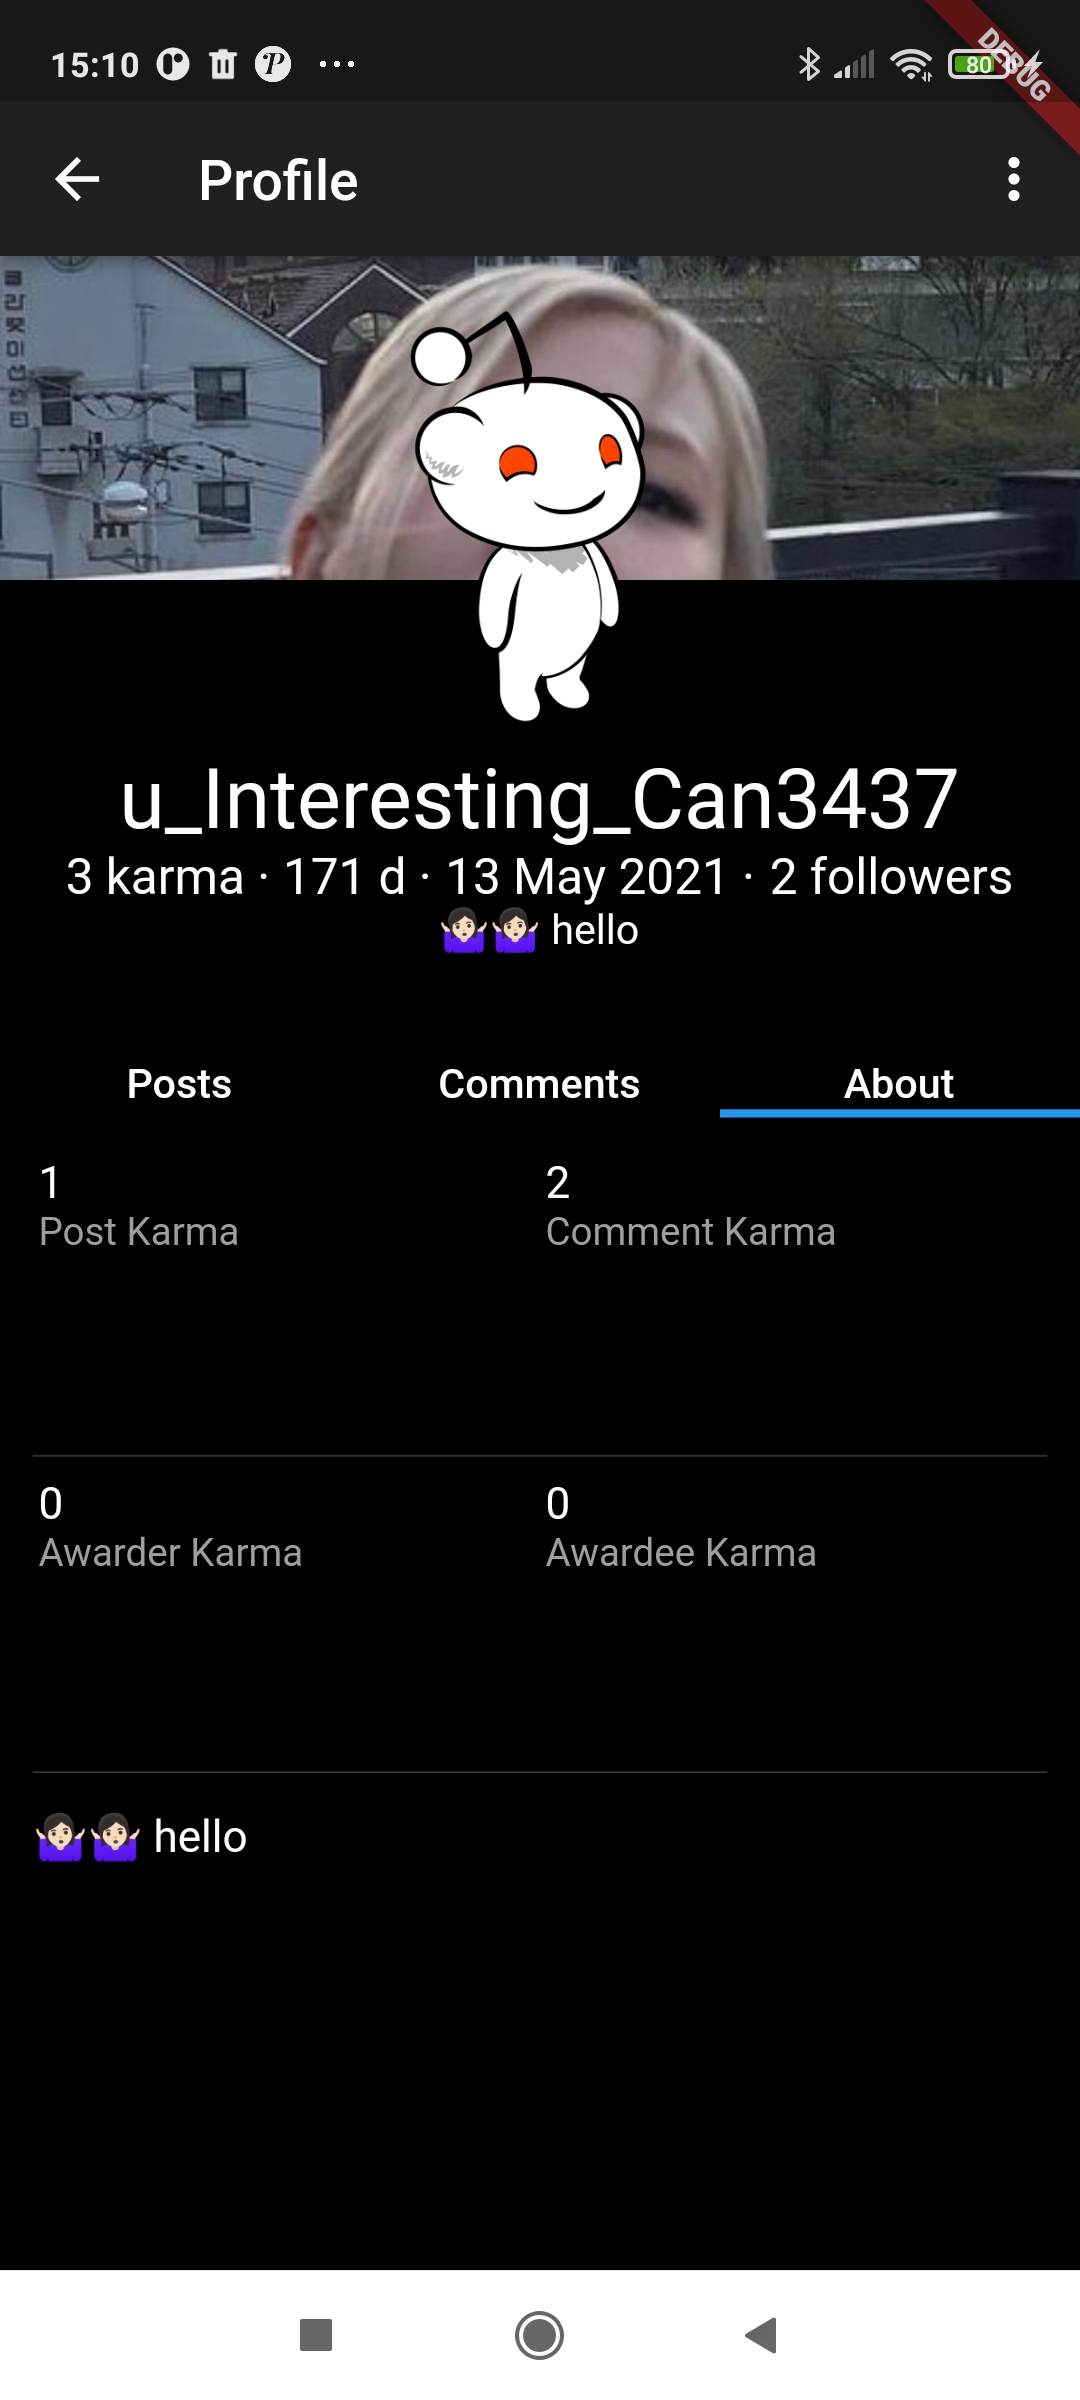 15:10
80
DEBUG
Profile
u_Interesting_Can3437
3 karma · 171 d · 13 May 2021 · 2 followers
🤷🏻‍♀️🤷🏻‍♀️ hello
Posts Comments About
1 2
Post Karma Comment Karma
0 0
Awarder Karma Awardee Karma
🤷🏻‍♀️🤷🏻‍♀️ hello